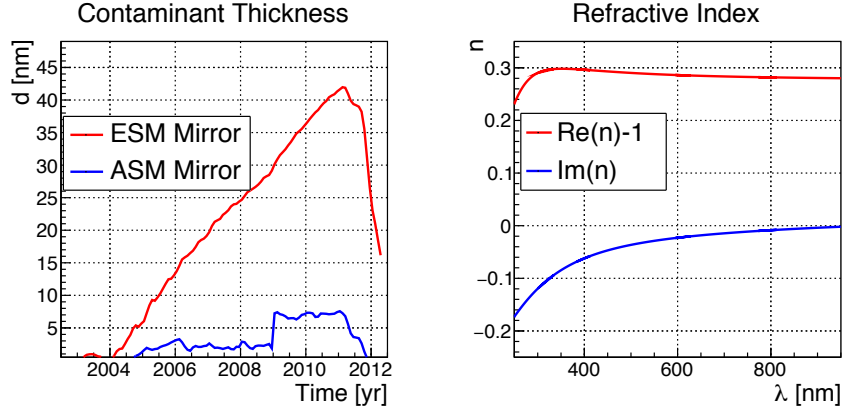 Contaminant Thickness
d [nm]
45
40
35
30
25
20
15
10
5
ESM Mirror
ASM Mirror
2004
2006
2008
2010
2012
Time [yr]
Refractive Index
n
0.3
0.2
0.1
0
−0.1
−0.2
Re(n)-1
Im(n)
400
600
800
λ [nm]